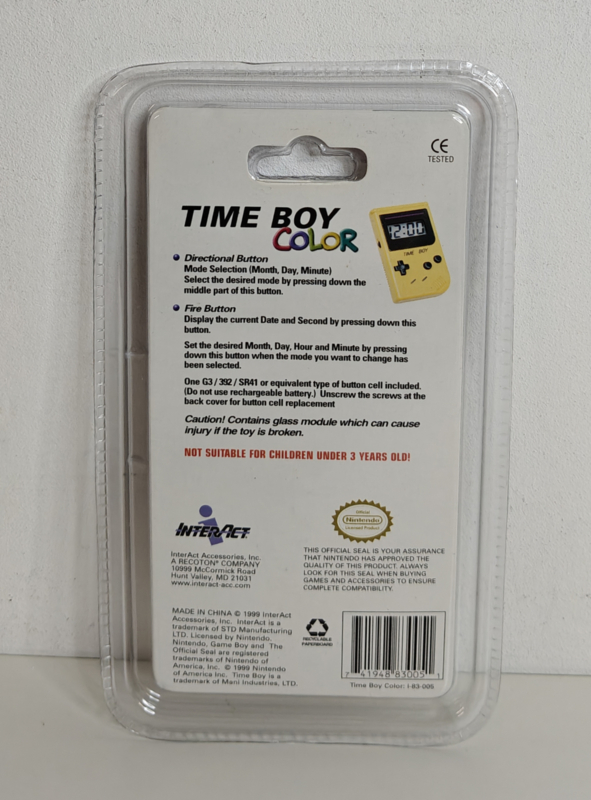 CE
TESTED
TIME BOY
COLOR
Directional Button
Mode Selection (Month, Day, Minute)
Select the desired mode by pressing down the
middle part of this button.
Fire Button
Display the current Date and Second by pressing down this
button.
Set the desired Month, Day, Hour and Minute by pressing
down this button when the mode you want to change has
been selected.
One G3 / 392 / SR41 or equivalent type of button cell included.
(Do not use rechargeable battery.) Unscrew the screws at the
back cover for button cell replacement
Caution! Contains glass module which can cause
injury if the toy is broken.
NOT SUITABLE FOR CHILDREN UNDER 3 YEARS OLD!
12:00
TIME BOY
INTERACT
InterAct Accessories, Inc.
A RECOTON® COMPANY
10999 McCormick Road
Hunt Valley, MD 21031
www.interact-acc.com
Official
Nintendo
Licensed Product
THIS OFFICIAL SEAL IS YOUR ASSURANCE
THAT NINTENDO HAS APPROVED THE
QUALITY OF THIS PRODUCT. ALWAYS
LOOK FOR THIS SEAL WHEN BUYING
GAMES AND ACCESSORIES TO ENSURE
COMPLETE COMPATIBILITY.
MADE IN CHINA © 1999 InterAct
Accessories, Inc. InterAct is a
trademark of STD Manufacturing
LTD. Licensed by Nintendo.
Nintendo, Game Boy and The
Official Seal are registered
trademarks of Nintendo of
America, Inc. © 1999 Nintendo
of America Inc. Time Boy is a
trademark of Mani Industries, LTD.
RECYCLABLE
PAPERBOARD
7 41948 83005 1
Time Boy Color: I-83-005